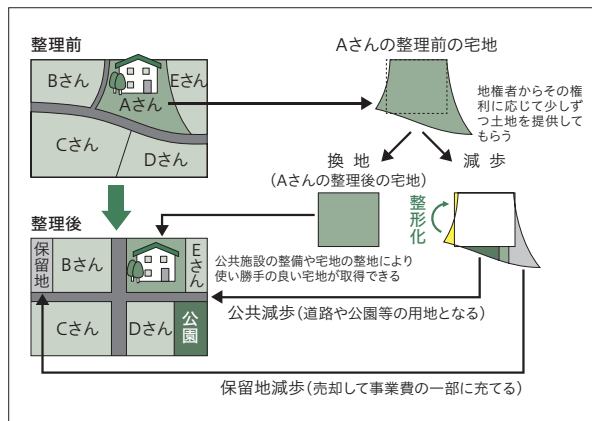 整理前
Bさん
Aさん
Eさん
Cさん
Dさん
Aさんの整理前の宅地
地権者からその権
利に応じて少しず
つ土地を提供して
もらう
換地
(Aさんの整理後の宅地)
減歩
整形化
整理後
保留地
Bさん
Eさん
Cさん
Dさん
公園
公共施設の整備や宅地の整地により
使い勝手の良い宅地が取得できる
公共減歩(道路や公園等の用地となる)
保留地減歩(売却して事業費の一部に充てる)